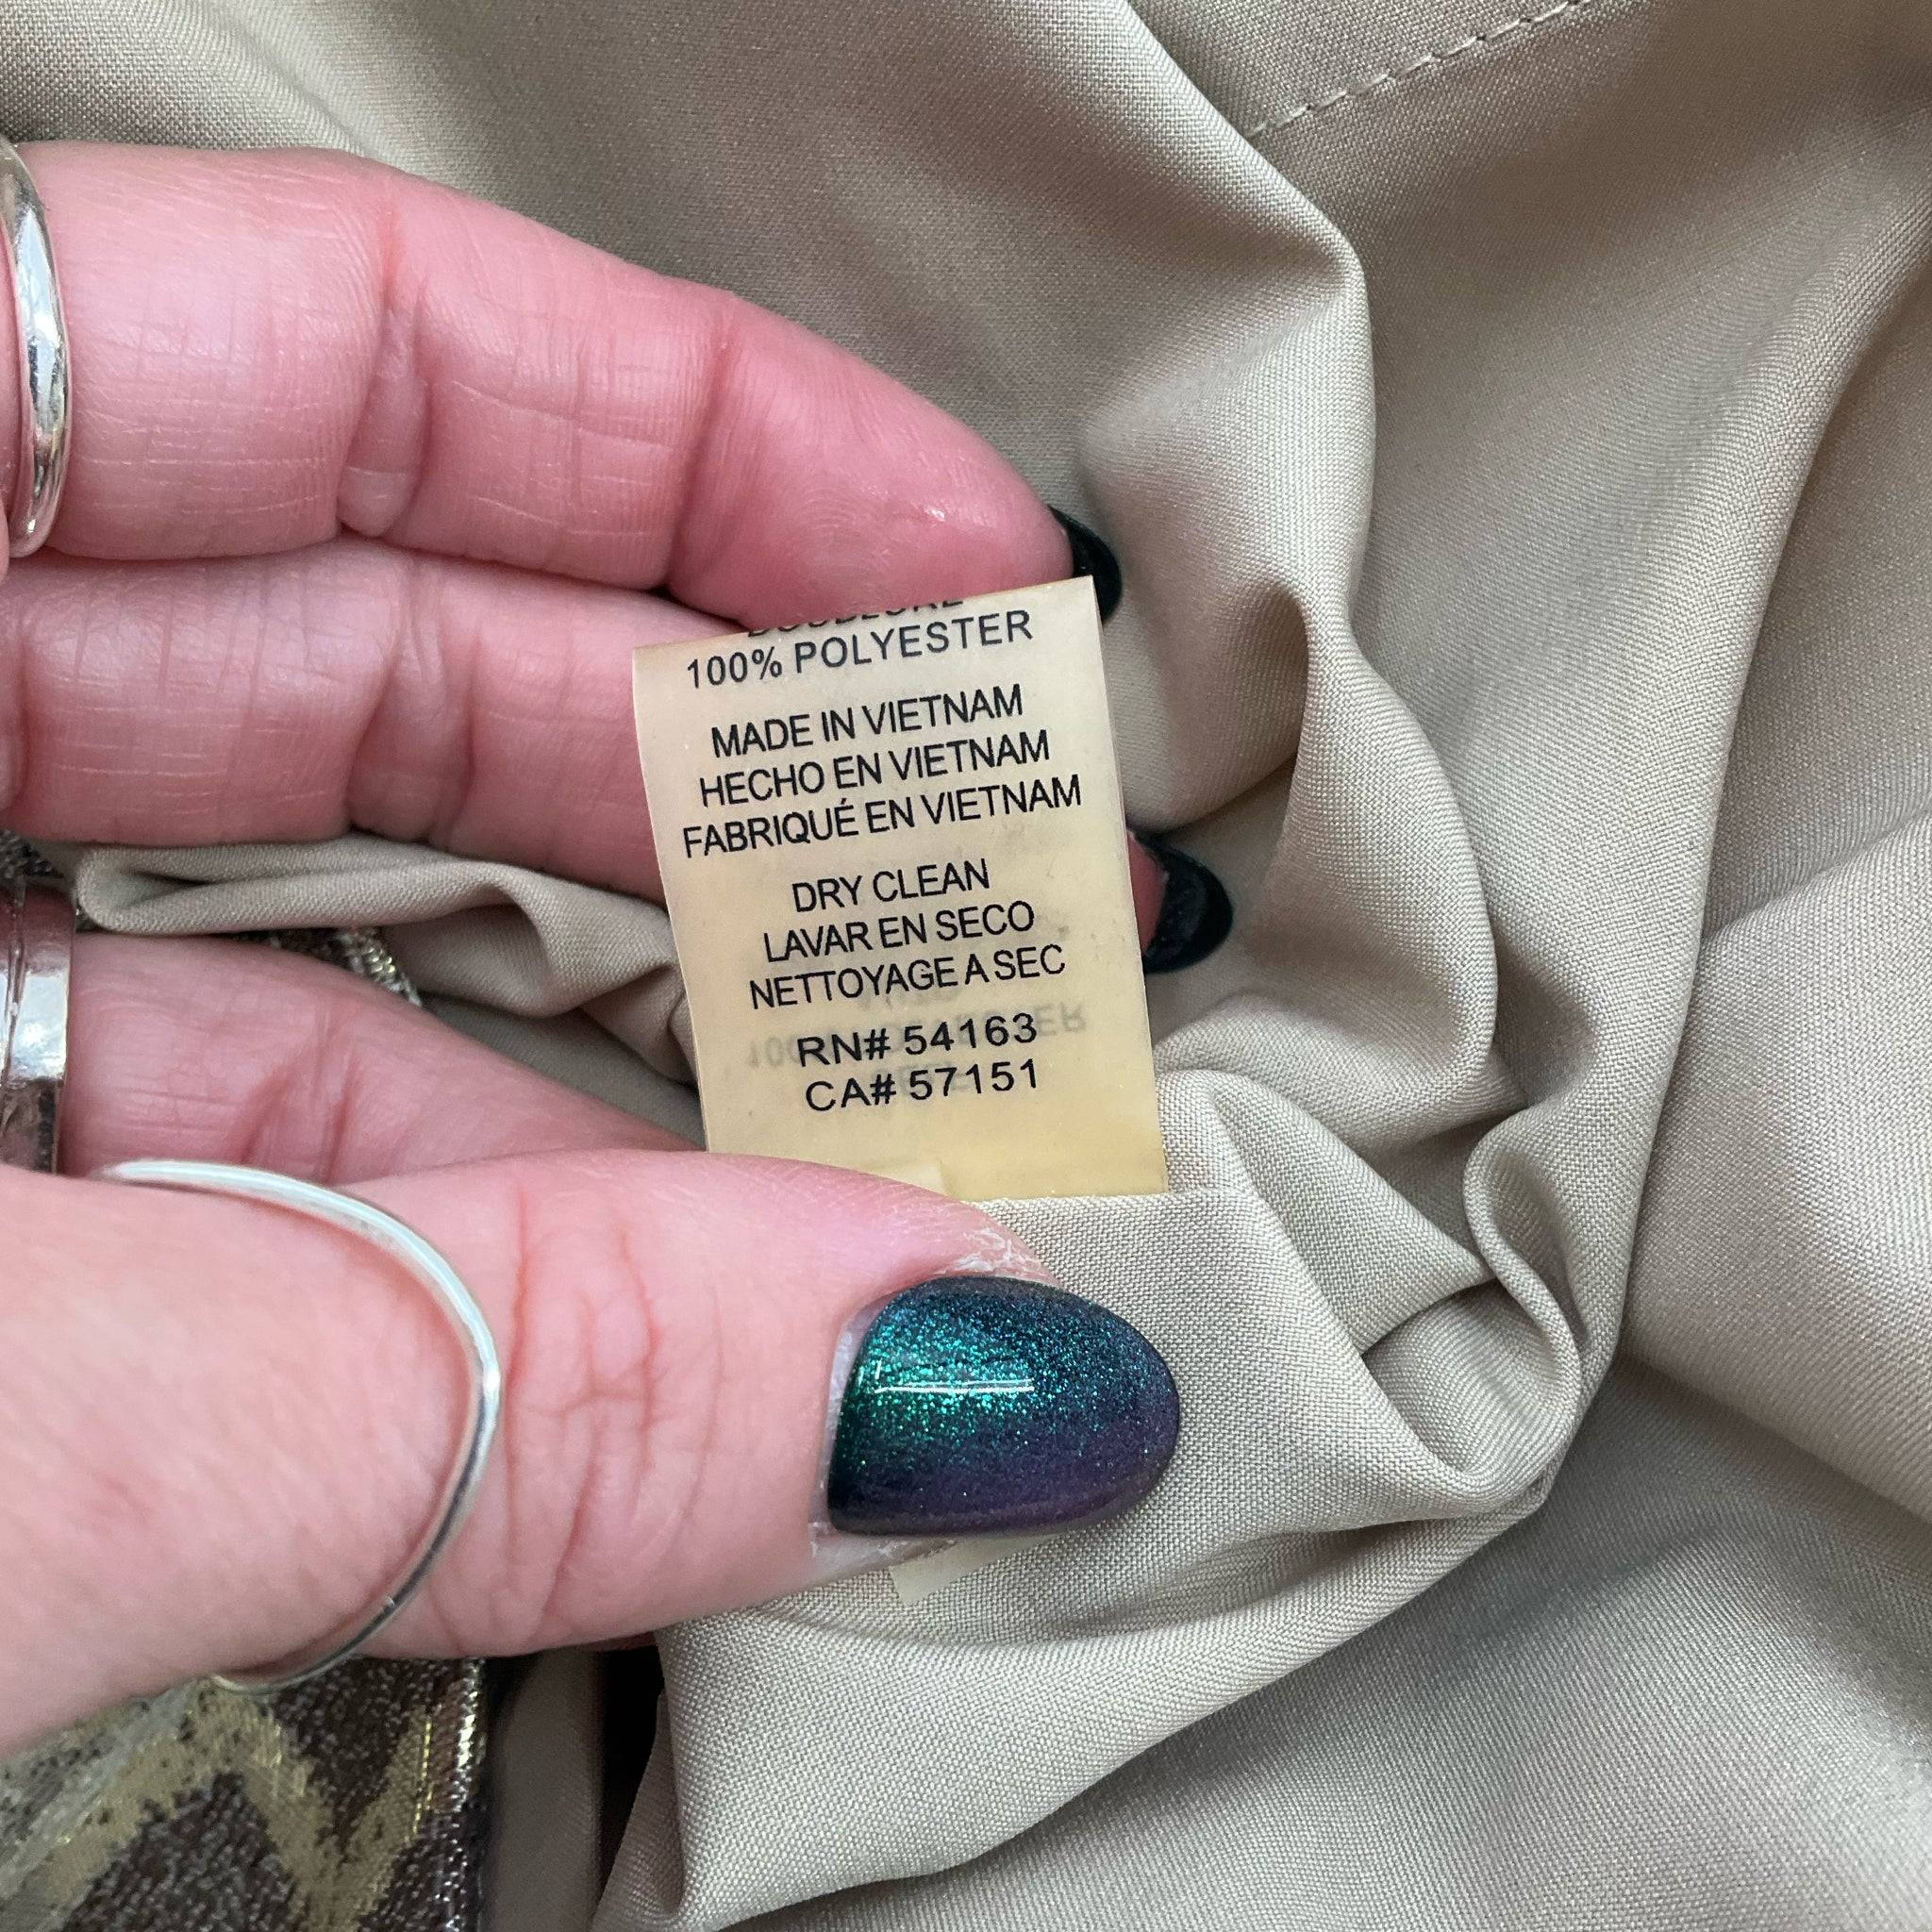 100% POLYESTER
MADE IN VIETNAM
HECHO EN VIETNAM
FABRIQUÉ EN VIETNAM
DRY CLEAN
LAVAR EN SECO
NETTOYAGE A SEC
RN# 54163
CA# 57151